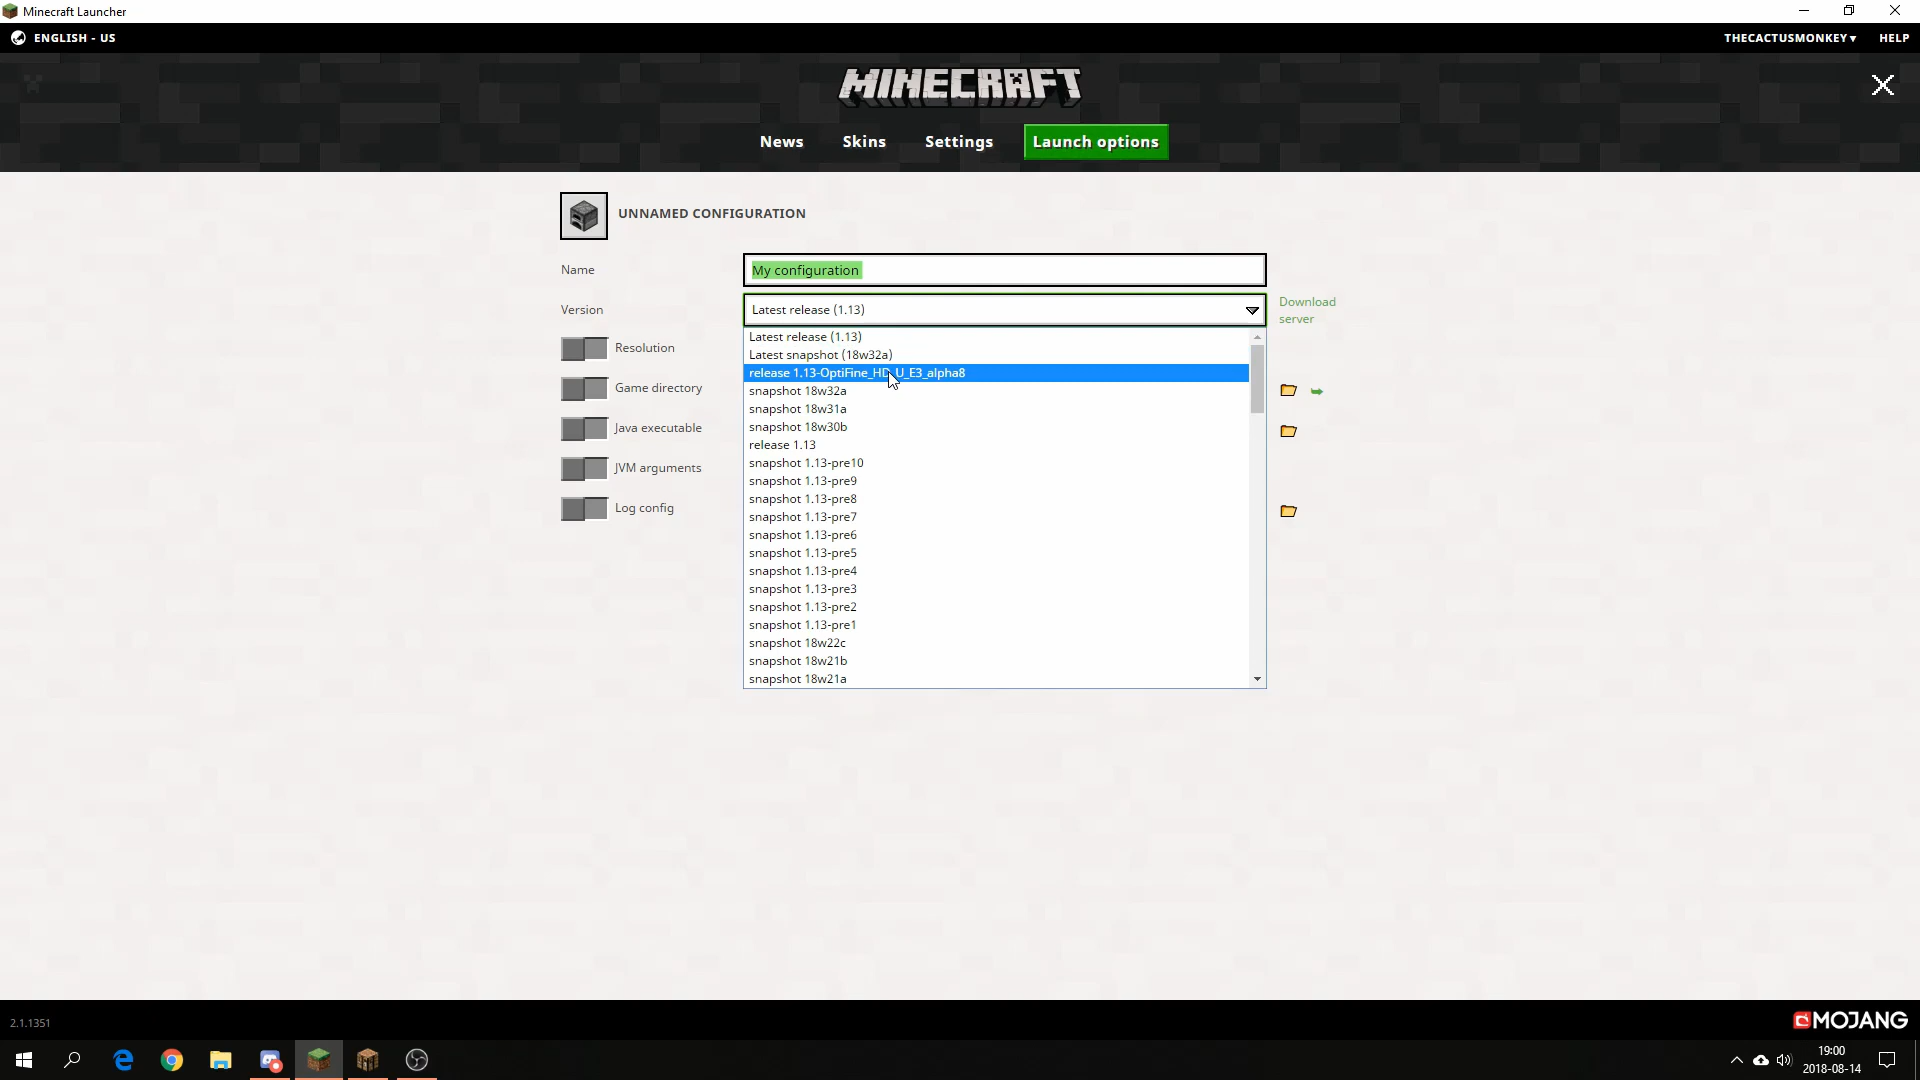 Minecraft Launcher
ENGLISH - US
THECACTUSMONKEY
HELP
MINECRAFT
News
Skins
Settings
Launch options
UNNAMED CONFIGURATION
Name
My configuration
Version
Latest release (1.13)
Download
server
Latest release (1.13)
Latest snapshot (18w32a)
release 1.13-OptiFine_HD_U_E3_alpha8
snapshot 18w32a
snapshot 18w31a
snapshot 18w30b
release 1.13
snapshot 1.13-pre10
snapshot 1.13-pre9
snapshot 1.13-pre8
snapshot 1.13-pre7
snapshot 1.13-pre6
snapshot 1.13-pre5
snapshot 1.13-pre4
snapshot 1.13-pre3
snapshot 1.13-pre2
snapshot 1.13-pre1
snapshot 18w22c
snapshot 18w21b
snapshot 18w21a
Resolution
Game directory
Java executable
JVM arguments
Log config
2.1.1351
MOJANG
19:00
2018-08-14